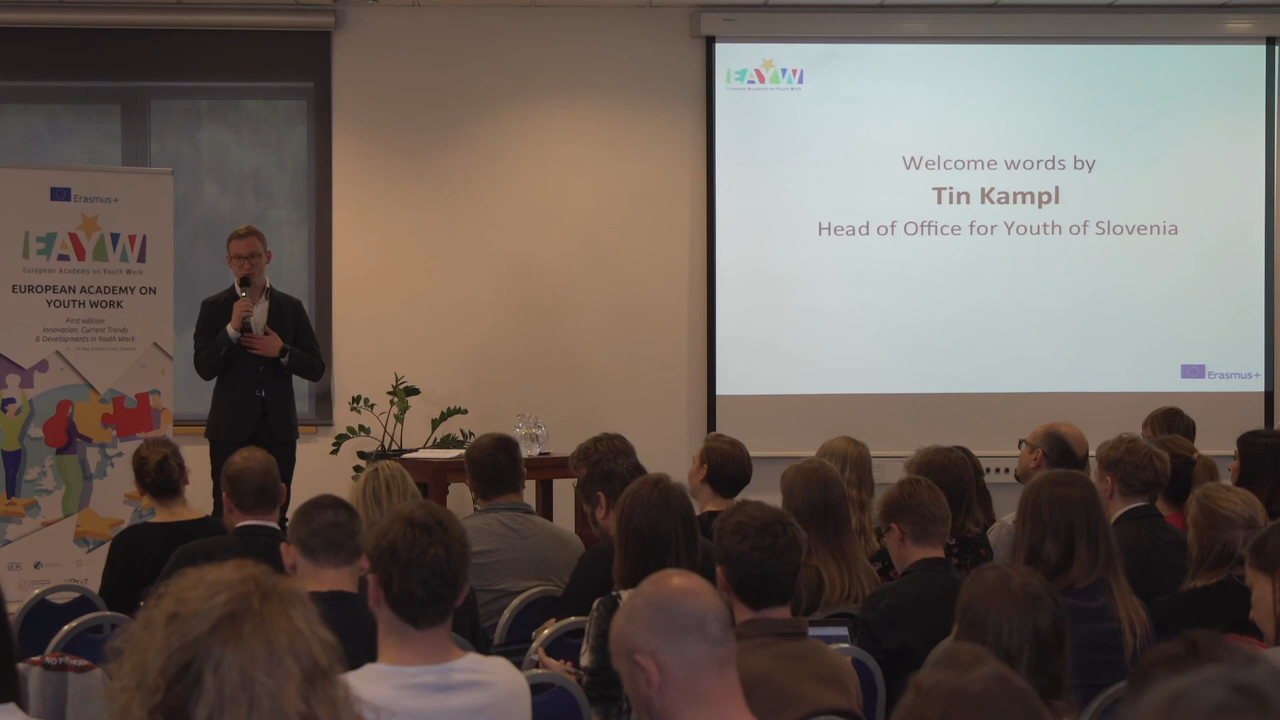 Erasmus+
EAYW
European Academy on Youth Work
EUROPEAN ACADEMY ON
YOUTH WORK
First edition:
Innovation, Current Trends
& Developments in Youth Work
EAYW
European Academy on Youth Work
Welcome words by
Tin Kampl
Head of Office for Youth of Slovenia
Erasmus+